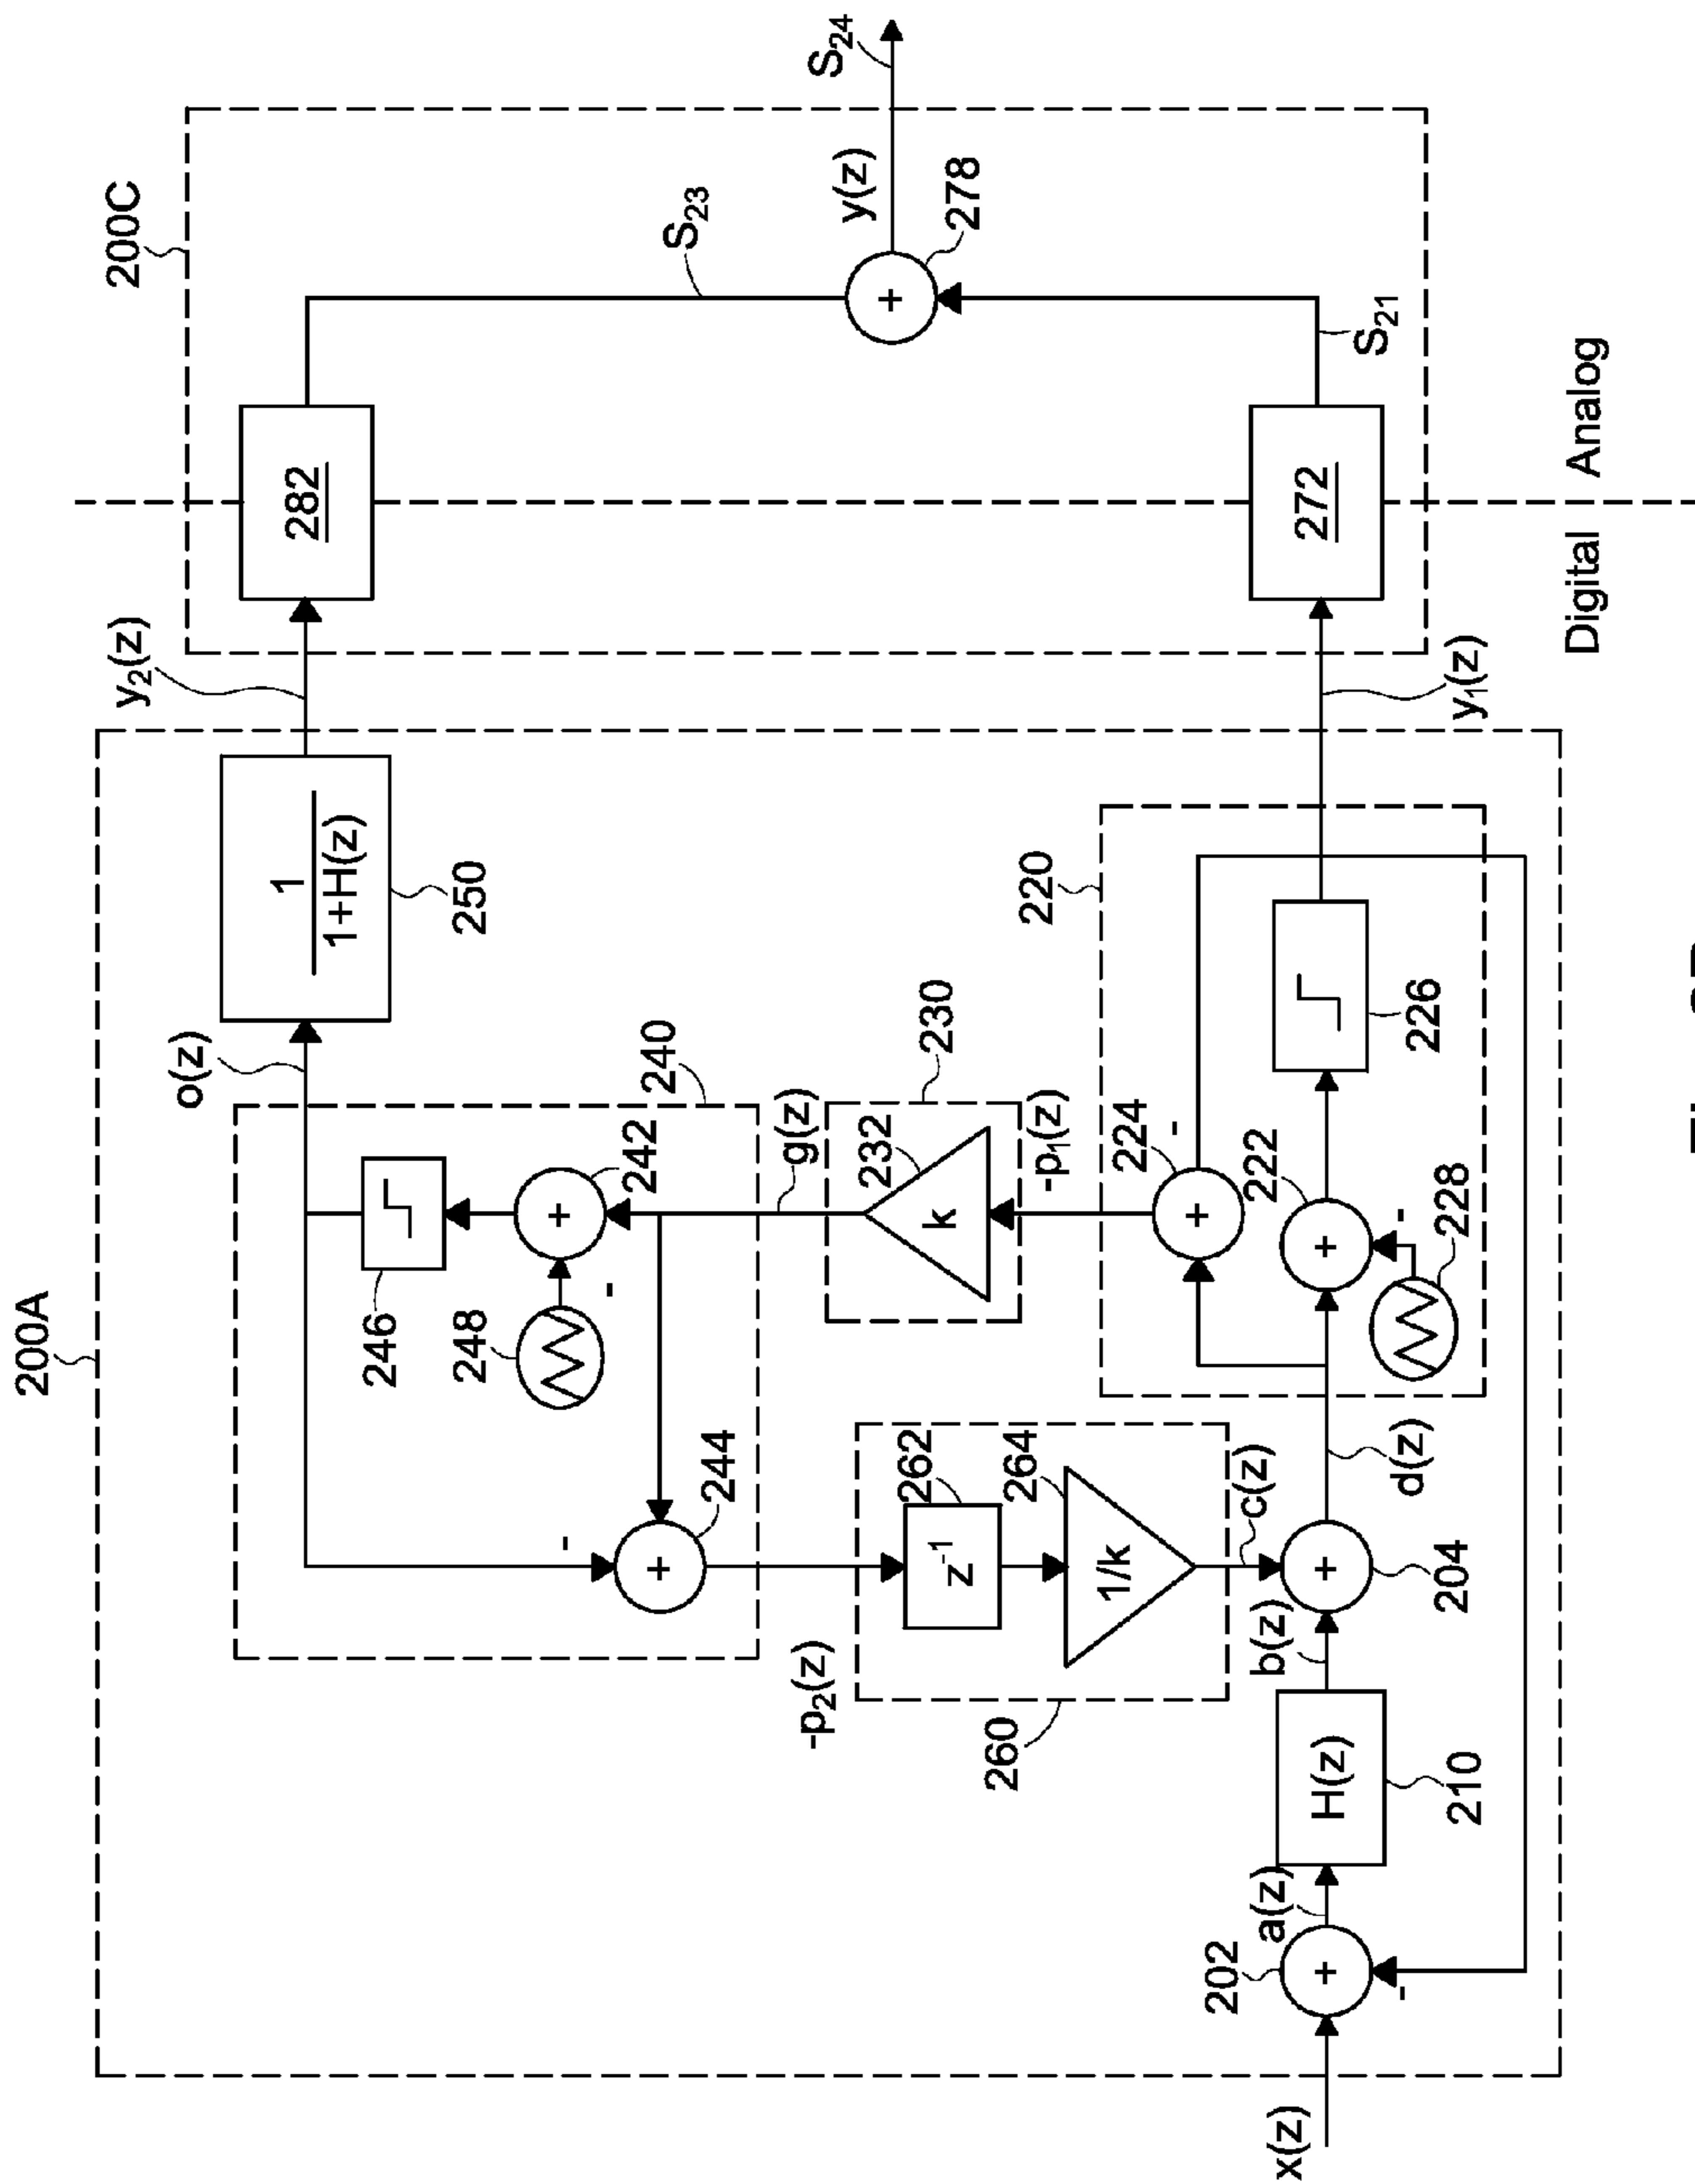 200A
200C
o(z)
y₂(z)
1
1+H(z)
250
282
S₂₃
S₂₄
y(z)
+
278
246
248
-
+
242
240
-
+
244
g(z)
232
k
230
-p₁(z)
-p₂(z)
z⁻¹
262
1/k
264
260
c(z)
224
+
-
220
222
+
-
228
226
x(z)
202
+
-
a(z)
H(z)
210
b(z)
+
204
d(z)
y₁(z)
272
S₂₁
Digital
Analog